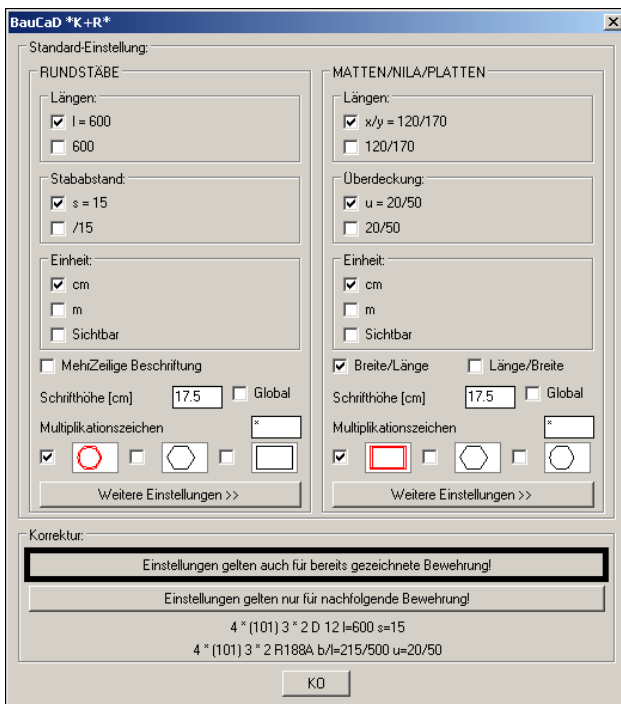 BauCaD *K+R*
Standard-Einstellung:
RUNDSTÄBE
Längen:
l = 600
600
Stababstand:
s = 15
/15
Einheit:
cm
m
Sichtbar
MehrZeilige Beschriftung
Schrifthöhe [cm] 17.5 Global
Multiplikationszeichen *
Weitere Einstellungen >>
MATTEN/NILA/PLATTEN
Längen:
x/y = 120/170
120/170
Überdeckung:
u = 20/50
20/50
Einheit:
cm
m
Sichtbar
Breite/Länge Länge/Breite
Schrifthöhe [cm] 17.5 Global
Multiplikationszeichen *
Weitere Einstellungen >>
Korrektur:
Einstellungen gelten auch für bereits gezeichnete Bewehrung!
Einstellungen gelten nur für nachfolgende Bewehrung!
4 * (101) 3 * 2 D 12 l=600 s=15
4 * (101) 3 * 2 R188A b/l=215/500 u=20/50
KO